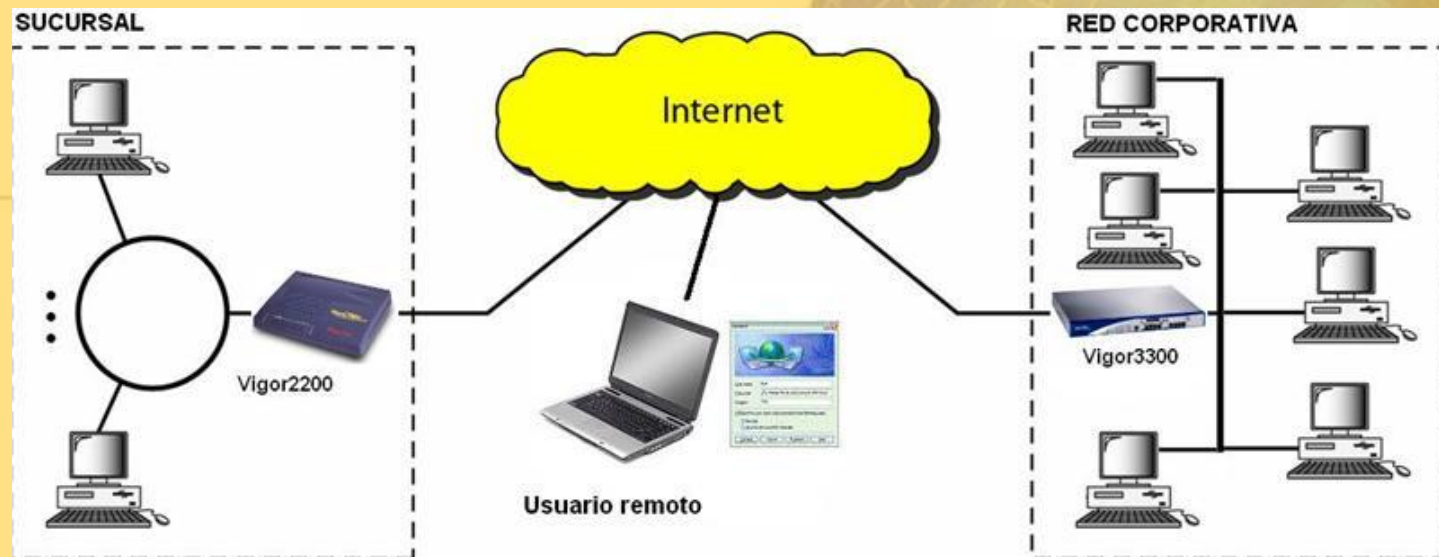 SUCURSAL
RED CORPORATIVA
Internet
Vigor2200
Vigor3300
Usuario remoto